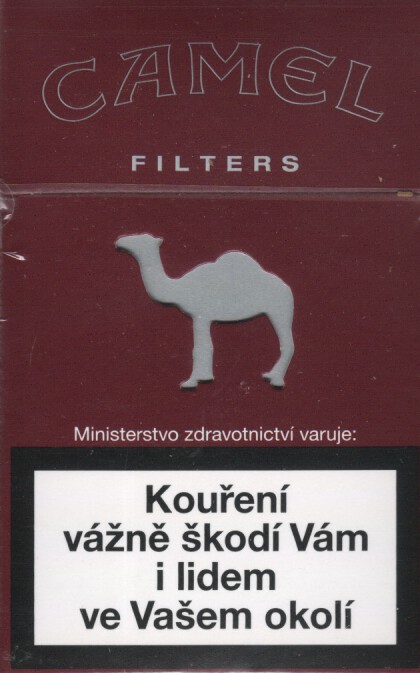 CAMEL
FILTERS
Ministerstvo zdravotnictví varuje:
Kouření
vážně škodí Vám
i lidem
ve Vašem okolí